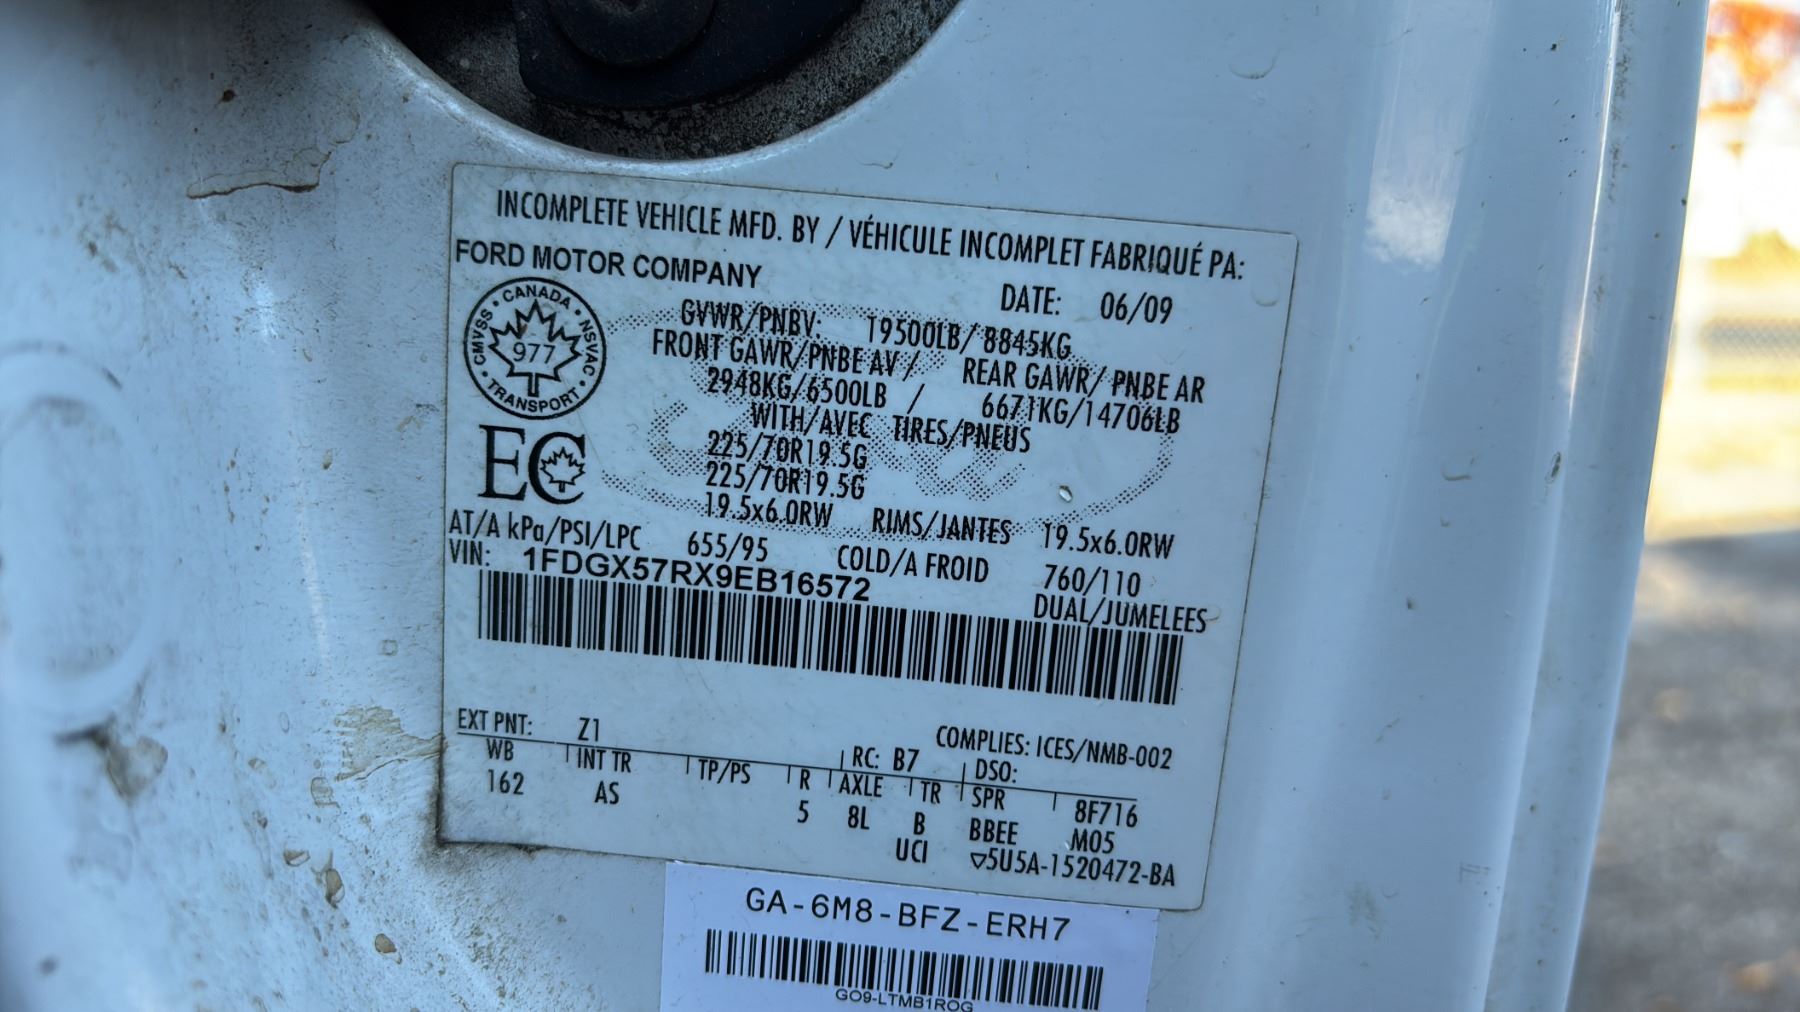 INCOMPLETE VEHICLE MFD. BY / VÉHICULE INCOMPLET FABRIQUÉ PA:
FORD MOTOR COMPANY
DATE: 06/09
GVWR/PNBV: 19500LB/ 8845KG
FRONT GAWR/PNBE AV / REAR GAWR/ PNBE AR
2948KG/6500LB / 6671KG/14706LB
WITH/AVEC TIRES/PNEUS
225/70R19.5G
225/70R19.5G
19.5x6.0RW RIMS/JANTES 19.5x6.0RW
AT/A kPa/PSI/LPC 655/95 COLD/A FROID 760/110
DUAL/JUMELEES
CANADA
CMVSS NSVAC
977
TRANSPORT
EC
VIN: 1FDGX57RX9EB16572
EXT PNT: Z1 COMPLIES: ICES/NMB-002
RC: B7 DSO:
WB INT TR TP/PS R AXLE TR SPR 8F716
162 AS 5 8L B BBEE M05
UCI ▽5U5A-1520472-BA
GA-6M8-BFZ-ERH7
GO9-LTMB1ROG